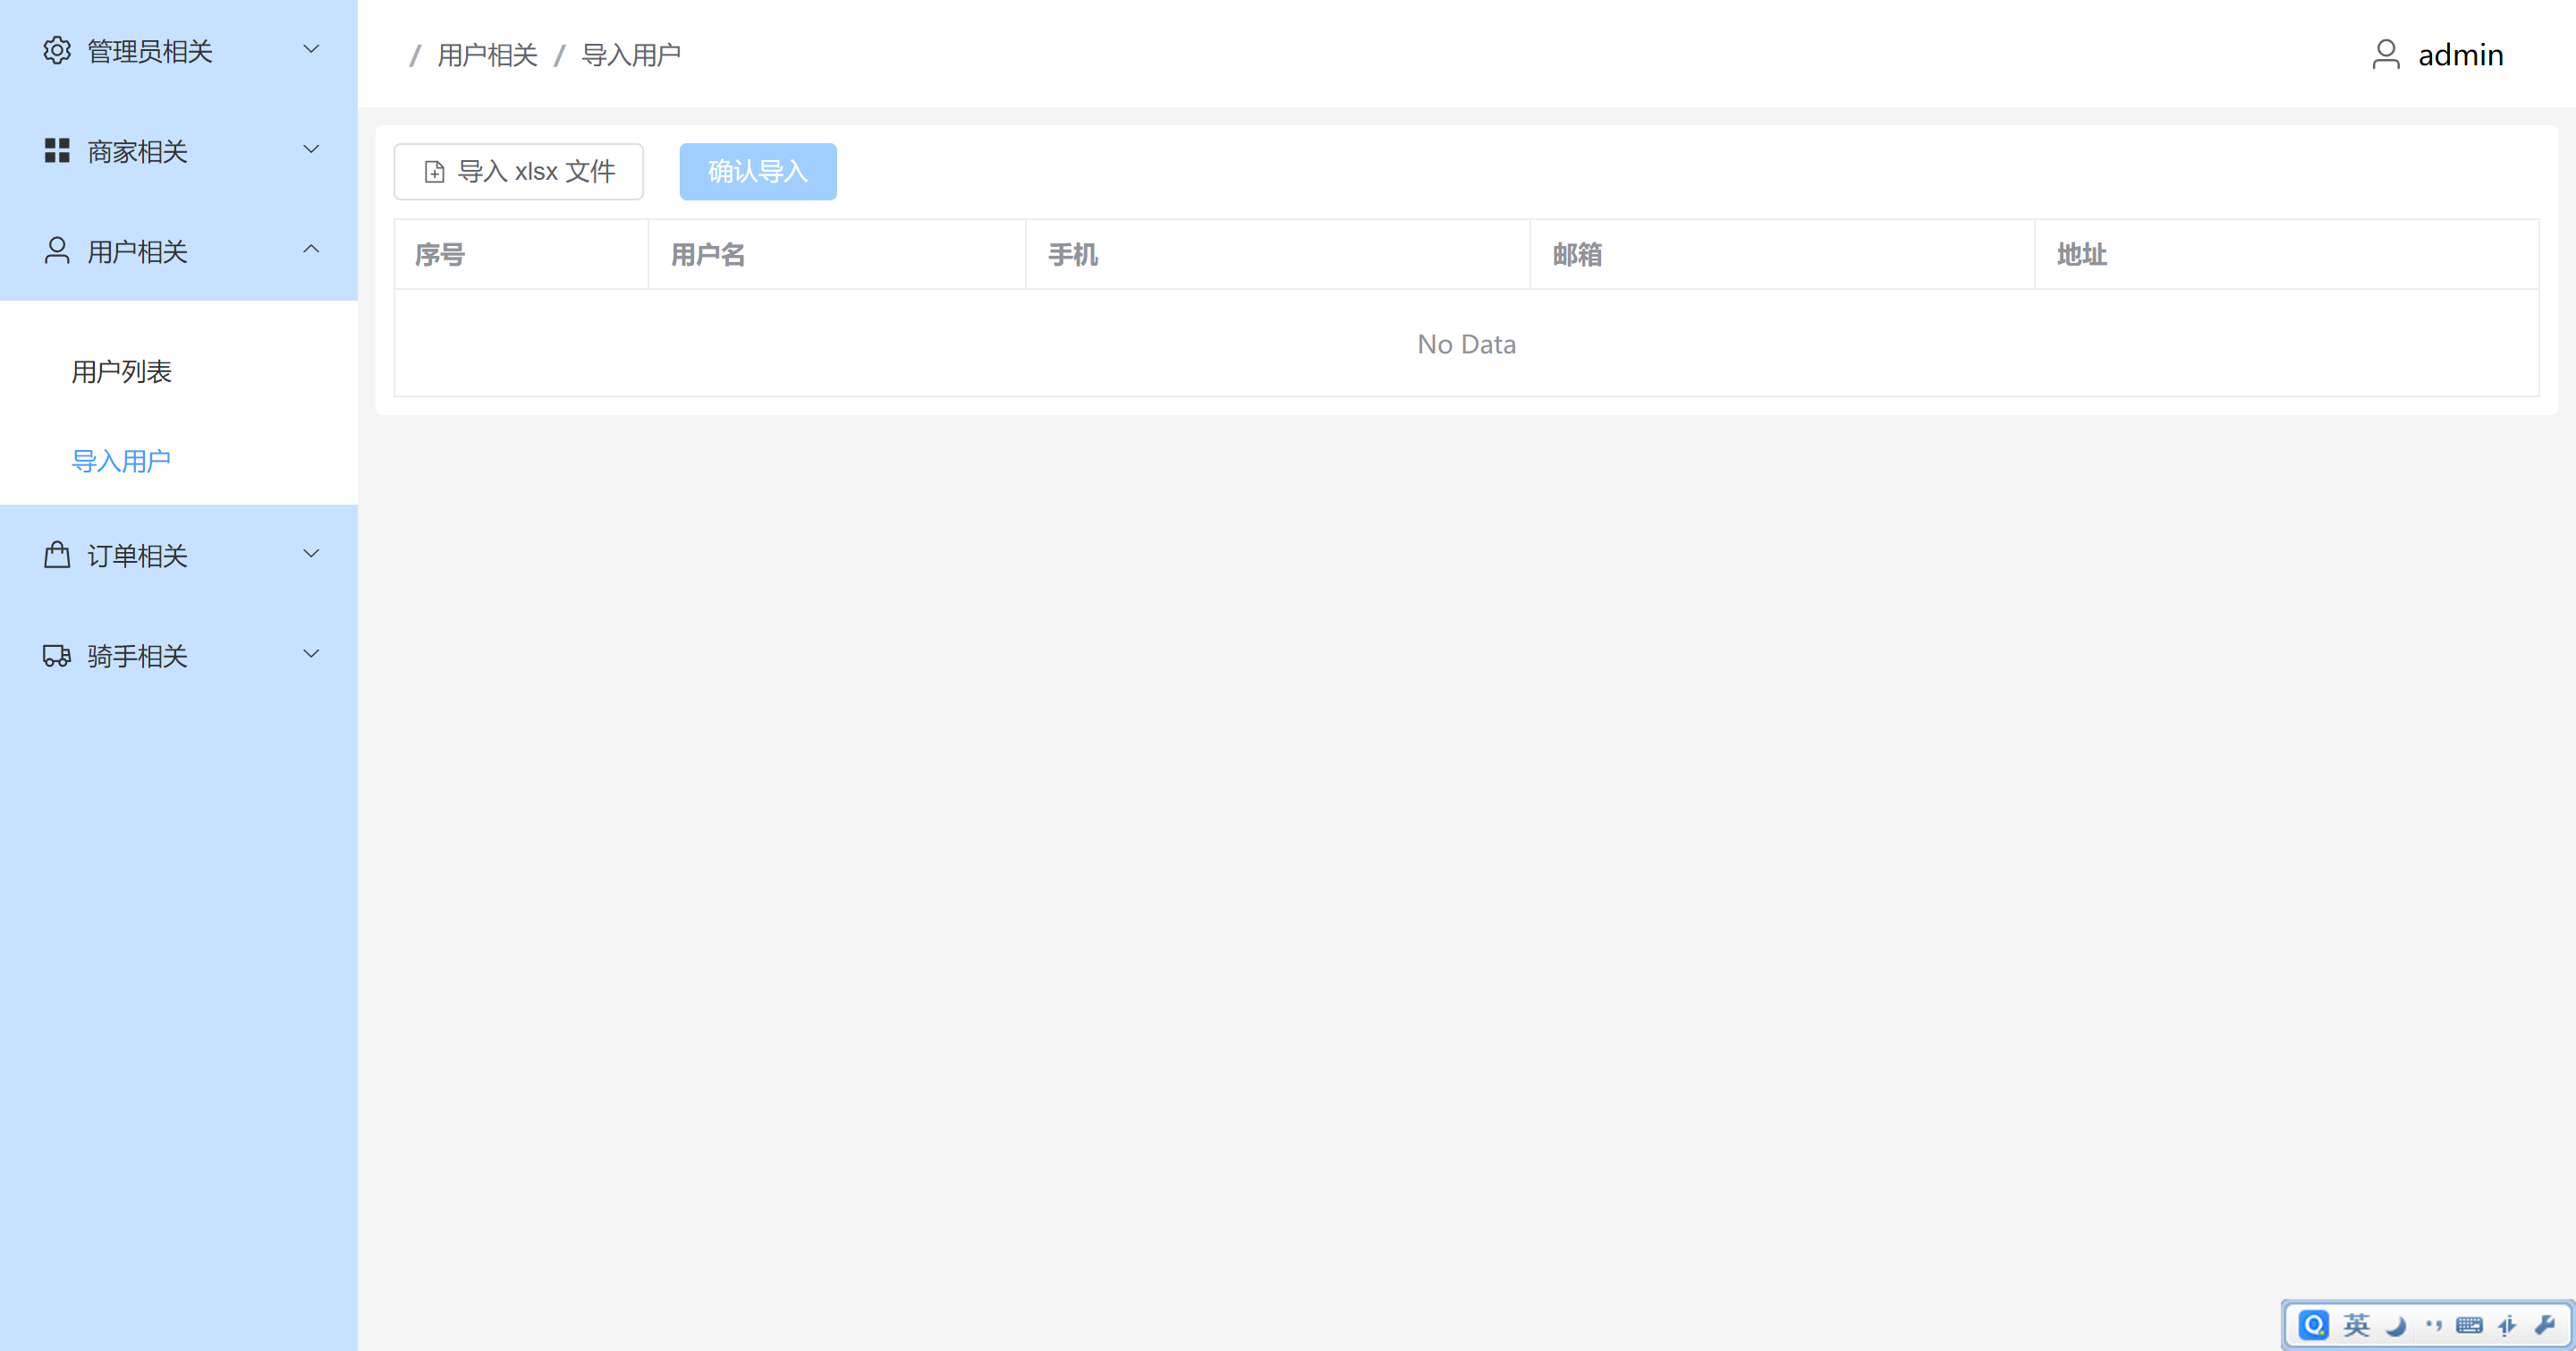 管理员相关
商家相关
用户相关
用户列表
导入用户
订单相关
骑手相关
/ 用户相关 / 导入用户
admin
导入 xlsx 文件
确认导入
序号 用户名 手机 邮箱 地址
No Data
英